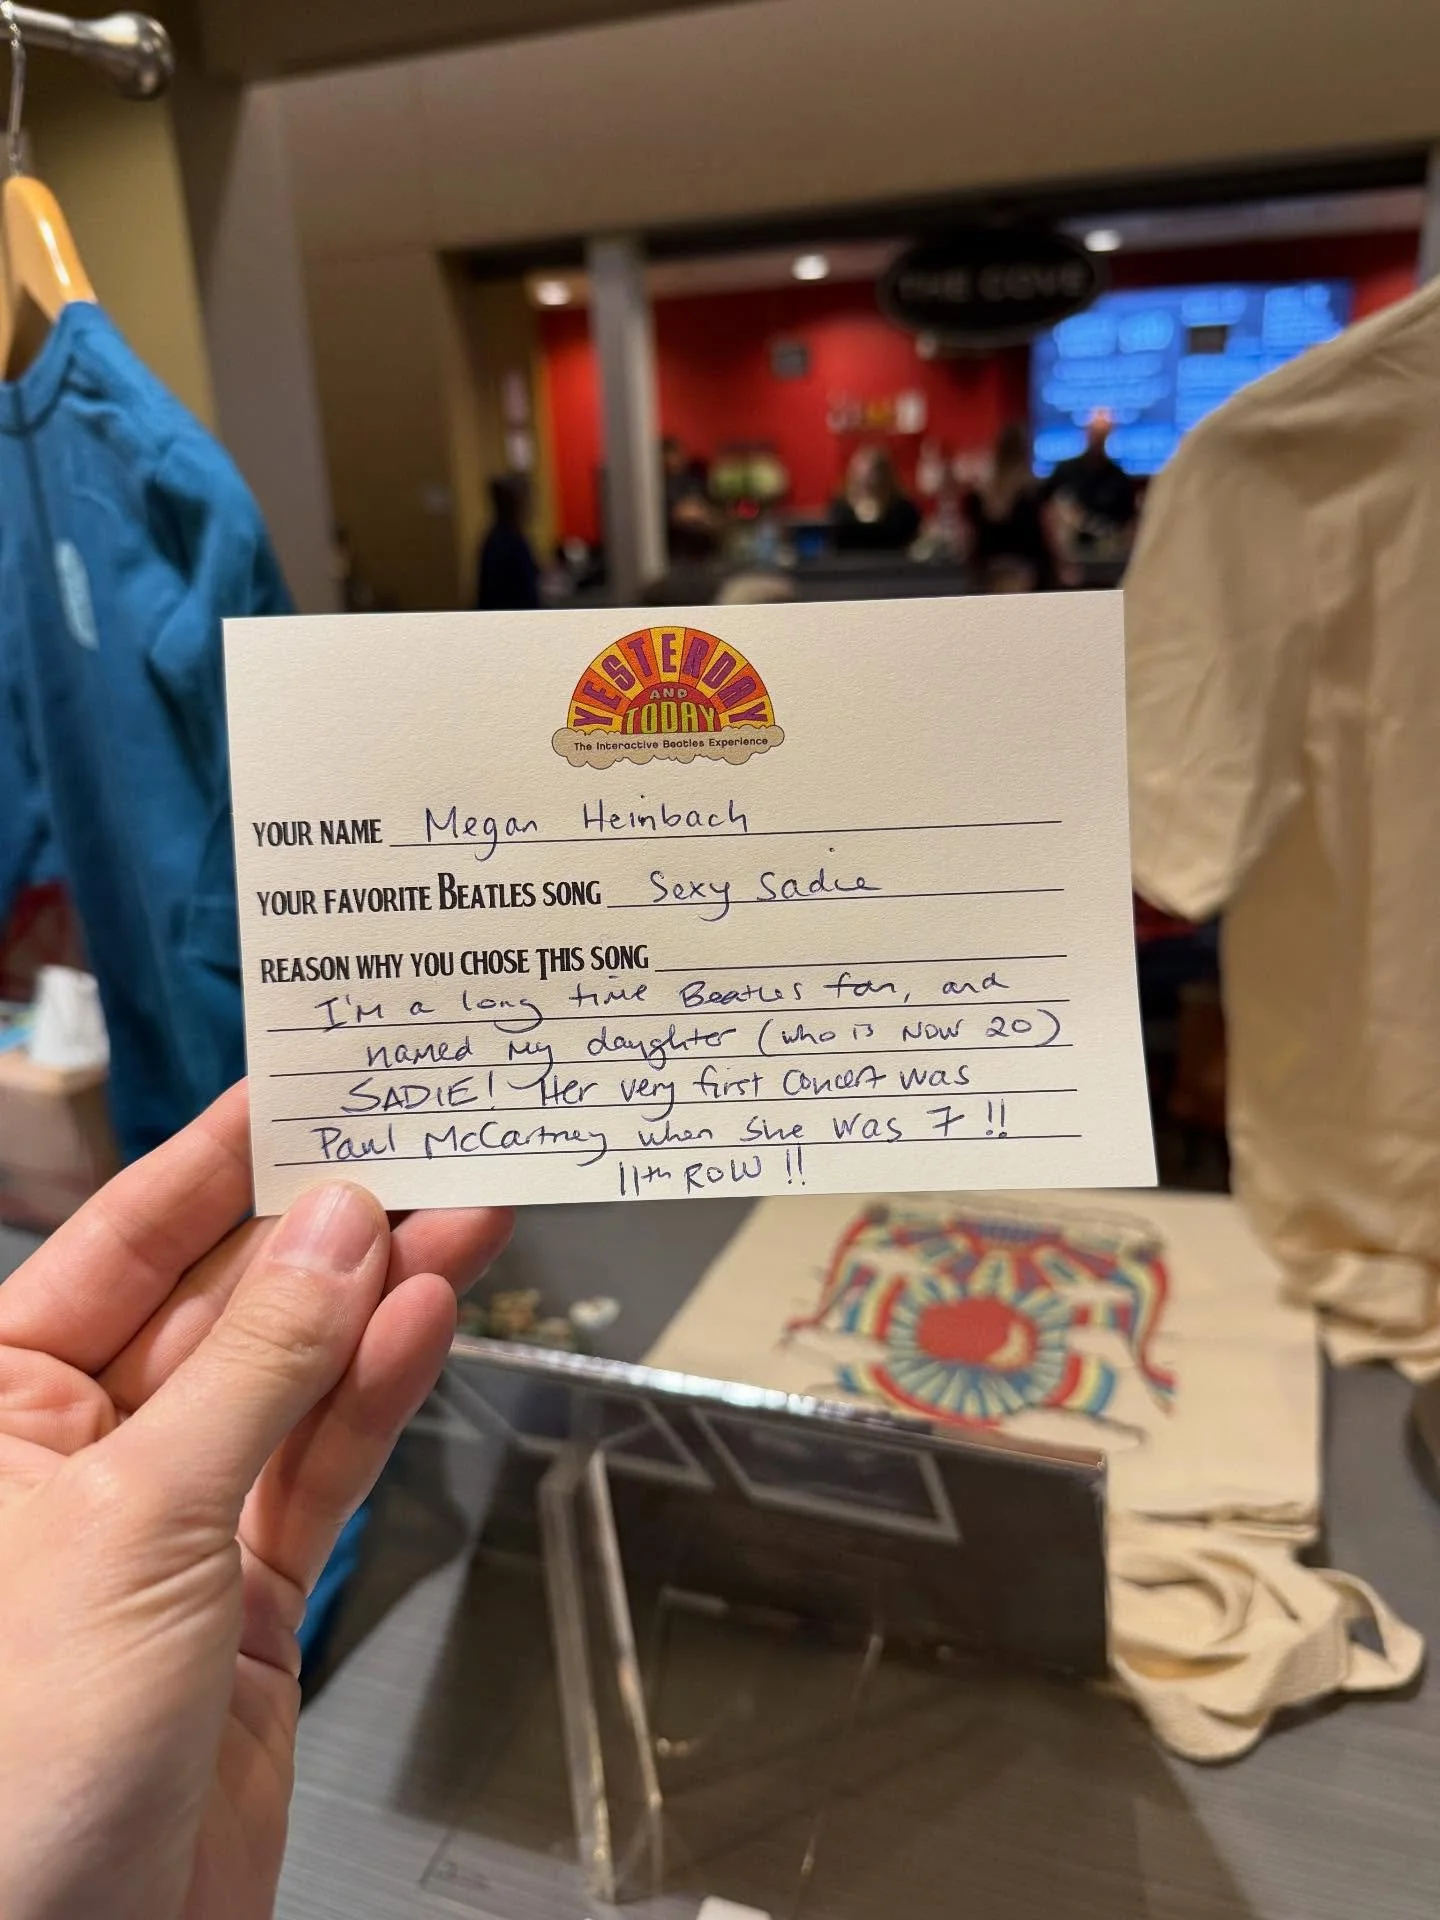 THE COVE
YESTERDAY
AND
TODAY
The Interactive Beatles Experience
YOUR NAME Megan Heinbach
YOUR FAVORITE BEATLES SONG Sexy Sadie
REASON WHY YOU CHOSE THIS SONG
I'M a long time Beatles fan, and
named my daughter (who is NOW 20)
SADIE! Her very first concert was
Paul McCartney when she was 7!!
11th ROW!!